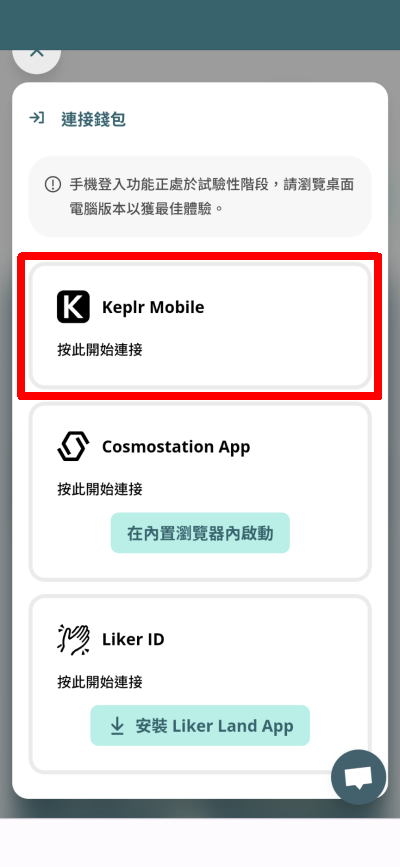 連接錢包
手機登入功能正處於試驗性階段，請瀏覽桌面
電腦版本以獲最佳體驗。
Keplr Mobile
按此開始連接
Cosmostation App
按此開始連接
在內置瀏覽器內啟動
Liker ID
按此開始連接
安裝 Liker Land App